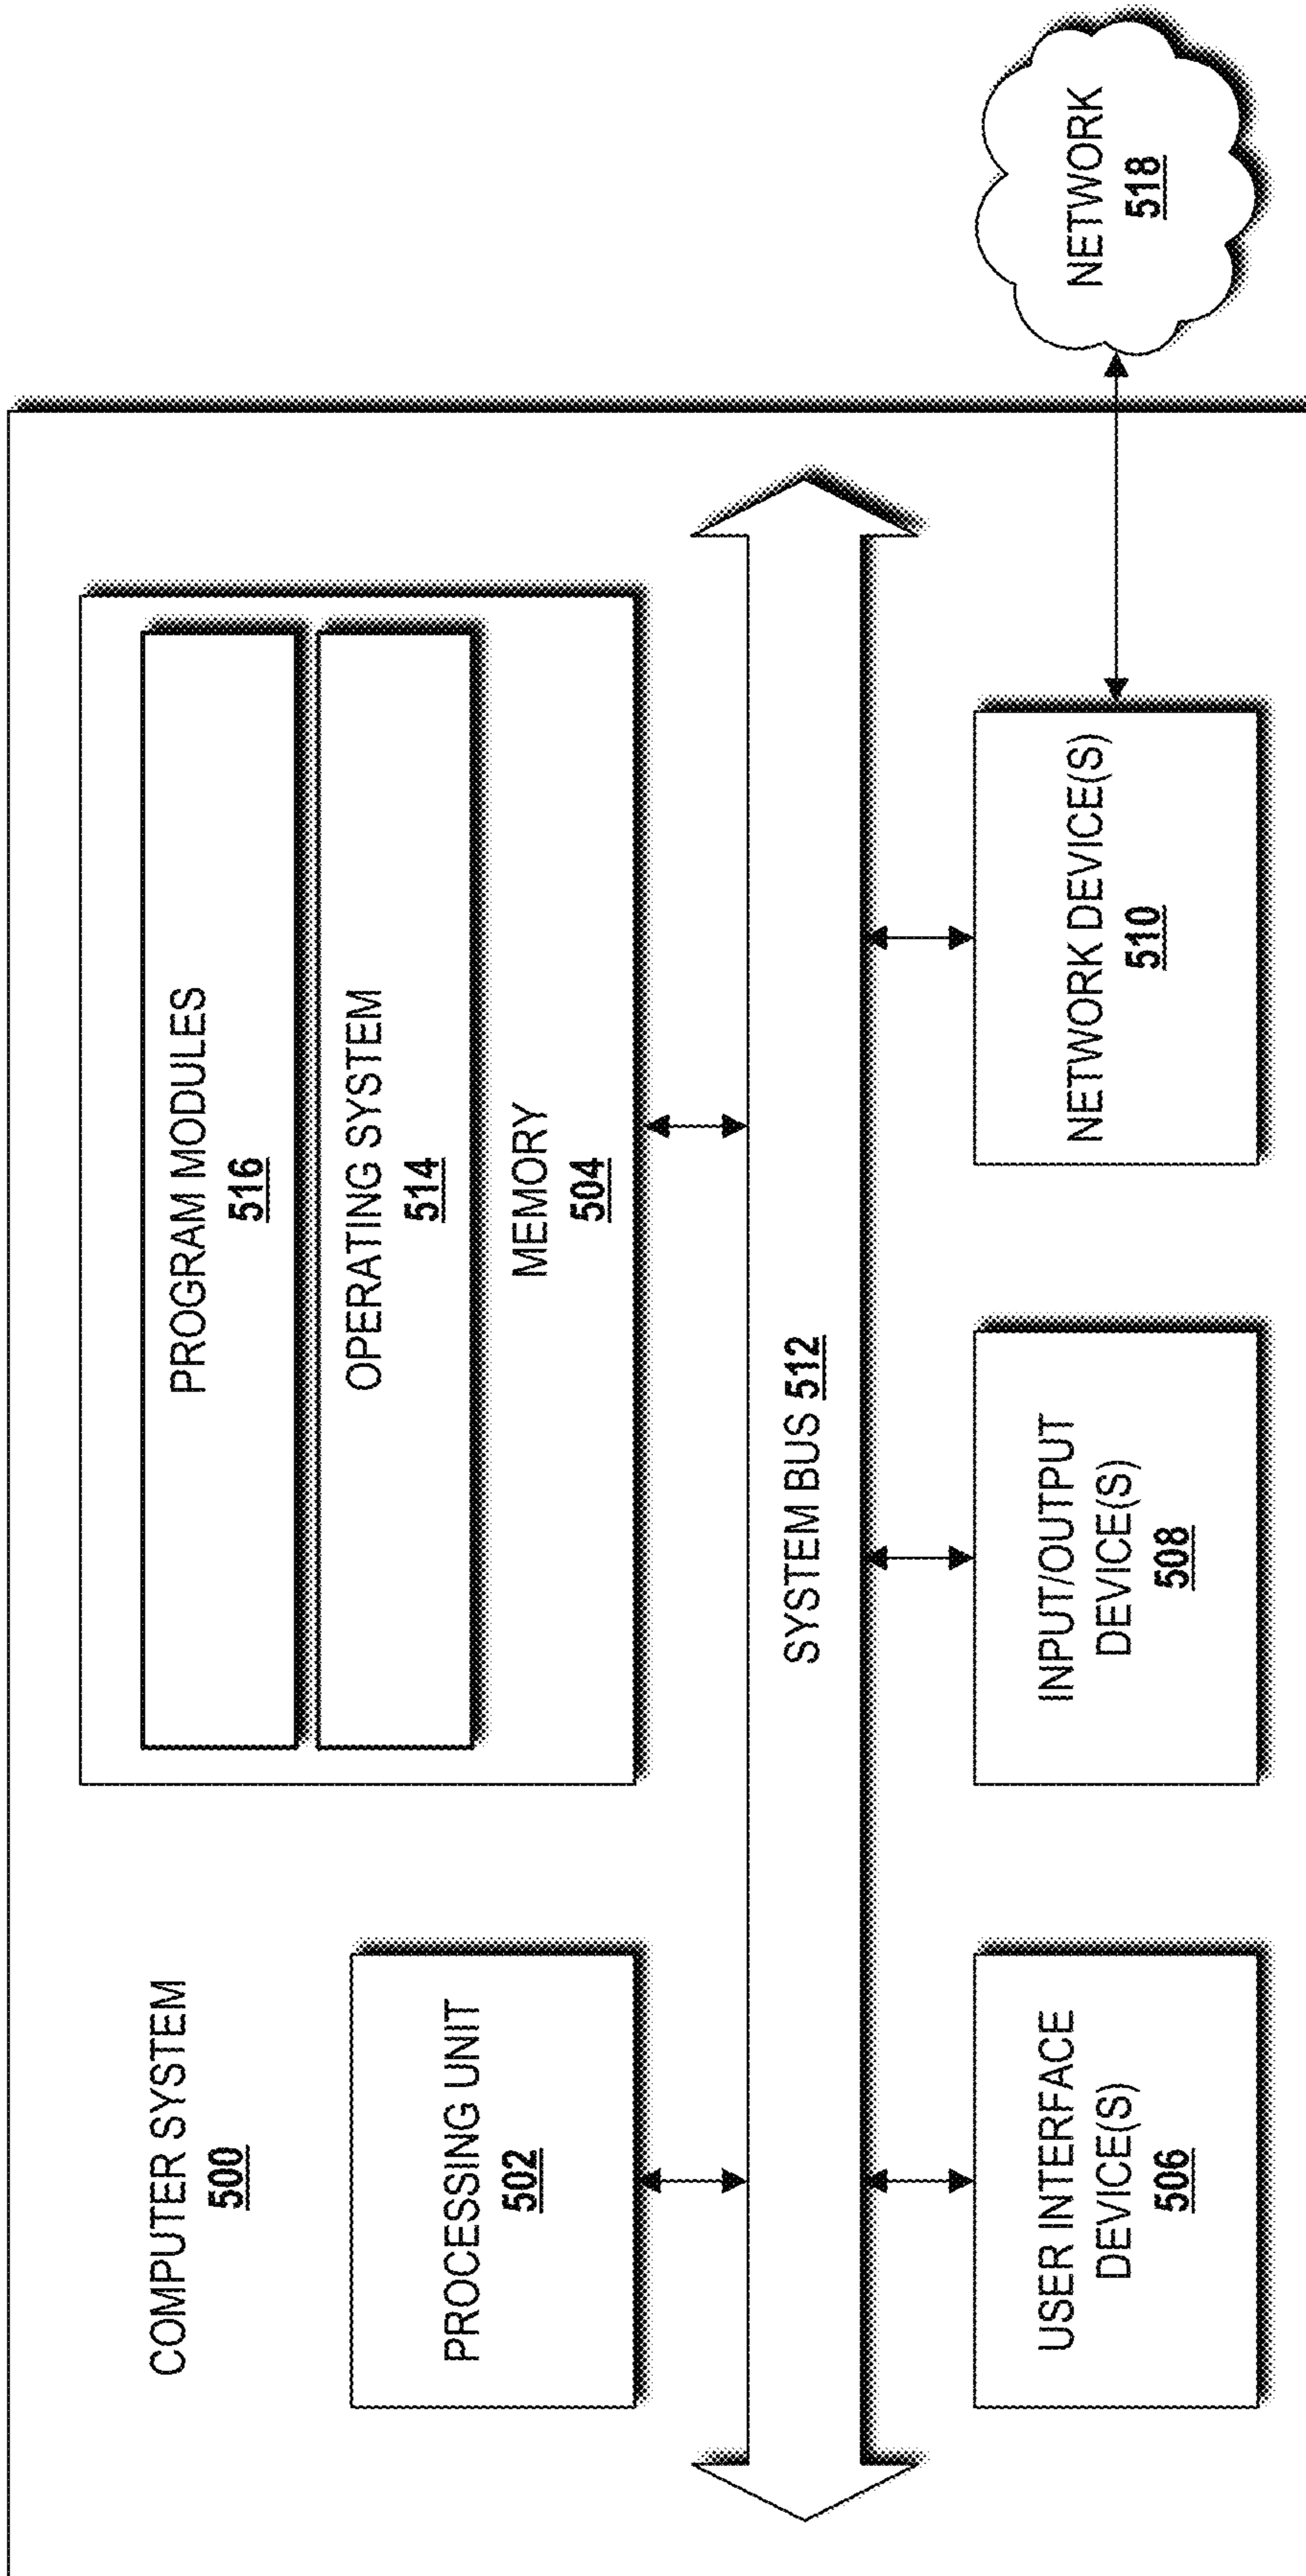 COMPUTER SYSTEM
500
PROCESSING UNIT
502
PROGRAM MODULES
516
OPERATING SYSTEM
514
MEMORY
504
SYSTEM BUS 512
USER INTERFACE
DEVICE(S)
506
INPUT/OUTPUT
DEVICE(S)
508
NETWORK DEVICE(S)
510
NETWORK
518